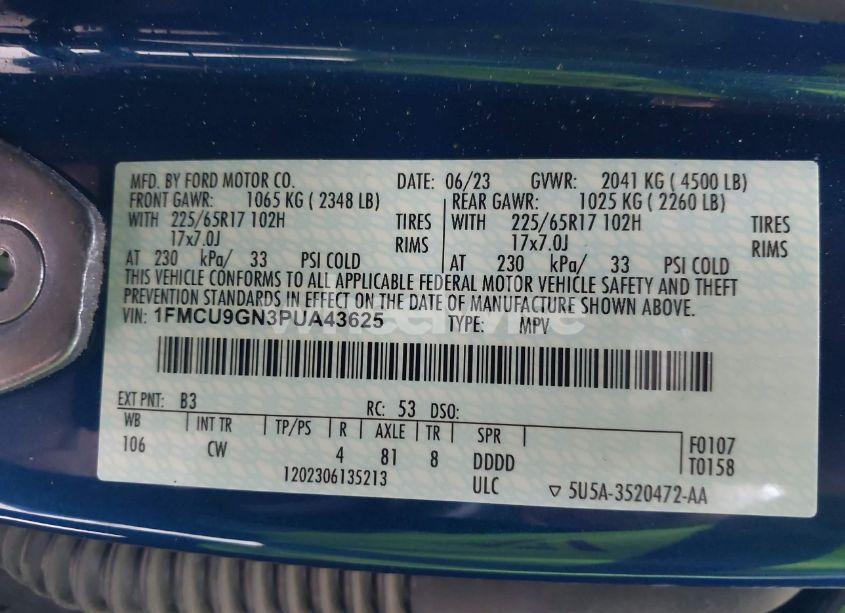 MFD. BY FORD MOTOR CO. DATE: 06/23 GVWR: 2041 KG ( 4500 LB)
FRONT GAWR: 1065 KG ( 2348 LB) REAR GAWR: 1025 KG ( 2260 LB)
WITH 225/65R17 102H TIRES WITH 225/65R17 102H TIRES
17x7.0J RIMS 17x7.0J RIMS
AT 230 kPa/ 33 PSI COLD AT 230 kPa/ 33 PSI COLD
THIS VEHICLE CONFORMS TO ALL APPLICABLE FEDERAL MOTOR VEHICLE SAFETY AND THEFT
PREVENTION STANDARDS IN EFFECT ON THE DATE OF MANUFACTURE SHOWN ABOVE.
VIN: 1FMCU9GN3PUA43625 TYPE: MPV
EXT PNT: B3 RC: 53 DSO:
WB INT TR TP/PS R AXLE TR SPR F0107
106 CW 4 81 8 DDDD T0158
1202306135213 ULC ▽ 5U5A-3520472-AA